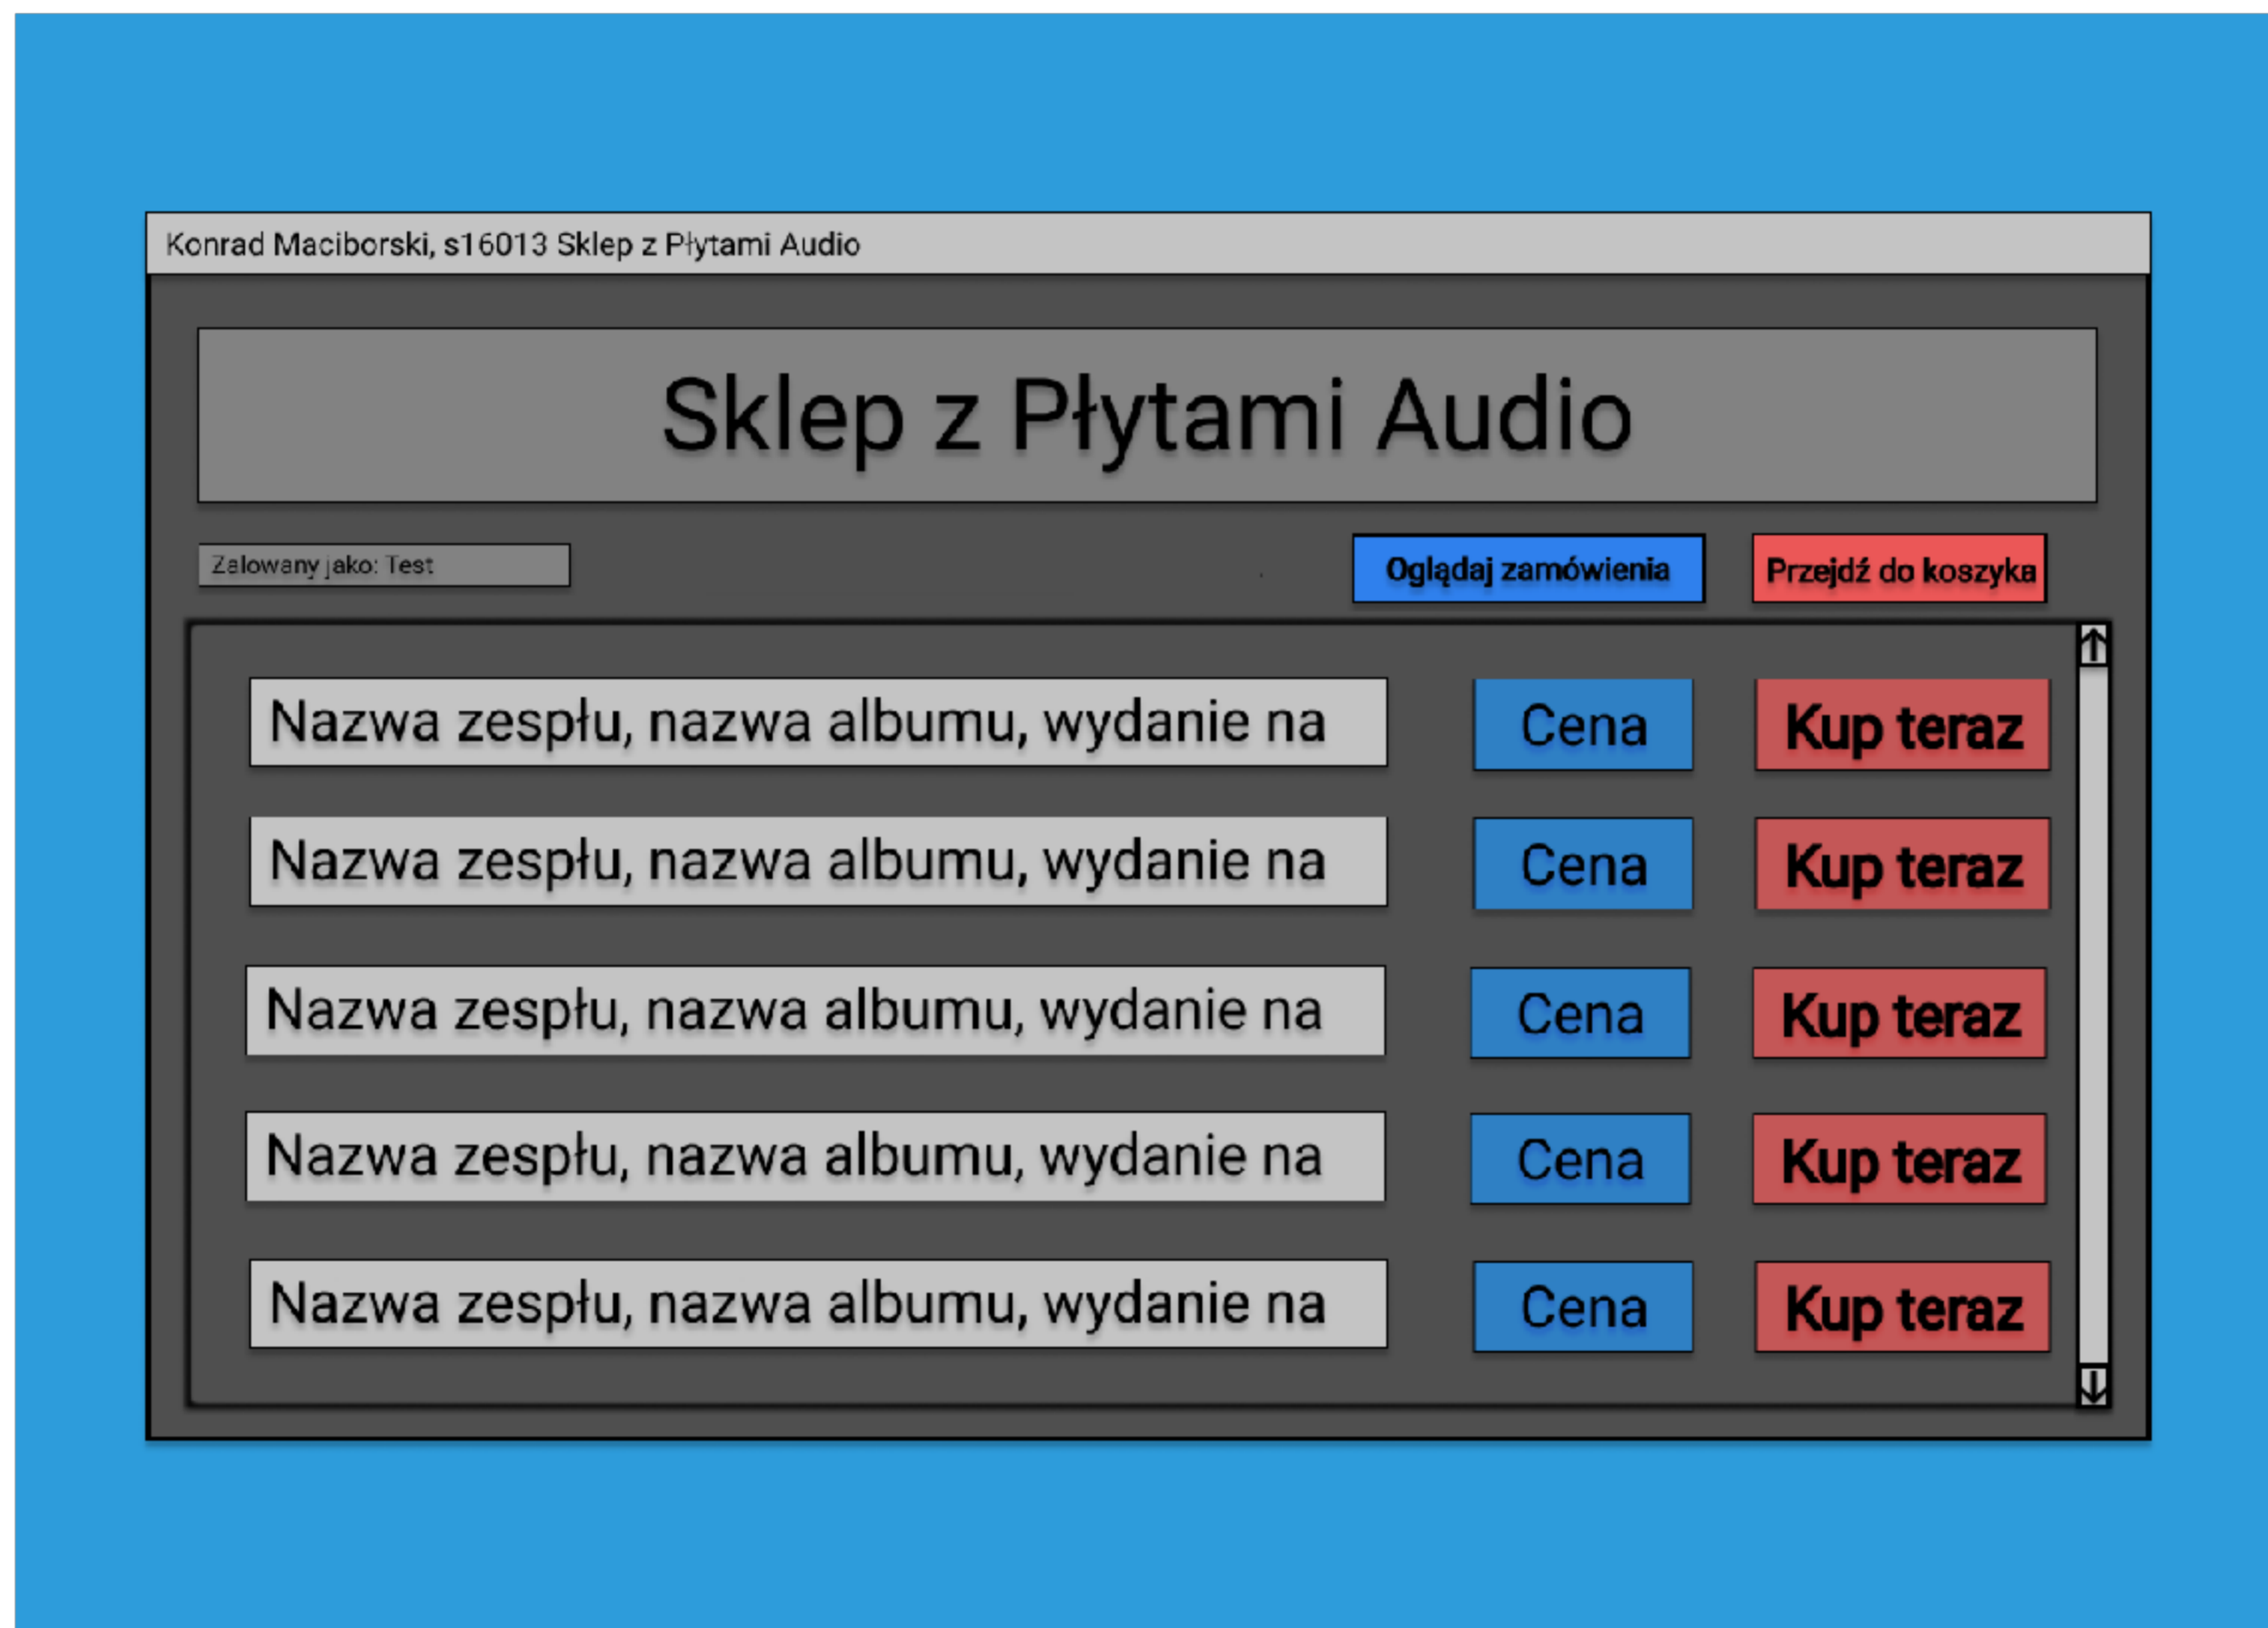 Konrad Maciborski, s16013 Sklep z Płytami Audio
Sklep z Płytami Audio
Zalowany jako: Test
Oglądaj zamówienia
Przejdź do koszyka
Nazwa zespłu, nazwa albumu, wydanie na Cena Kup teraz
Nazwa zespłu, nazwa albumu, wydanie na Cena Kup teraz
Nazwa zespłu, nazwa albumu, wydanie na Cena Kup teraz
Nazwa zespłu, nazwa albumu, wydanie na Cena Kup teraz
Nazwa zespłu, nazwa albumu, wydanie na Cena Kup teraz